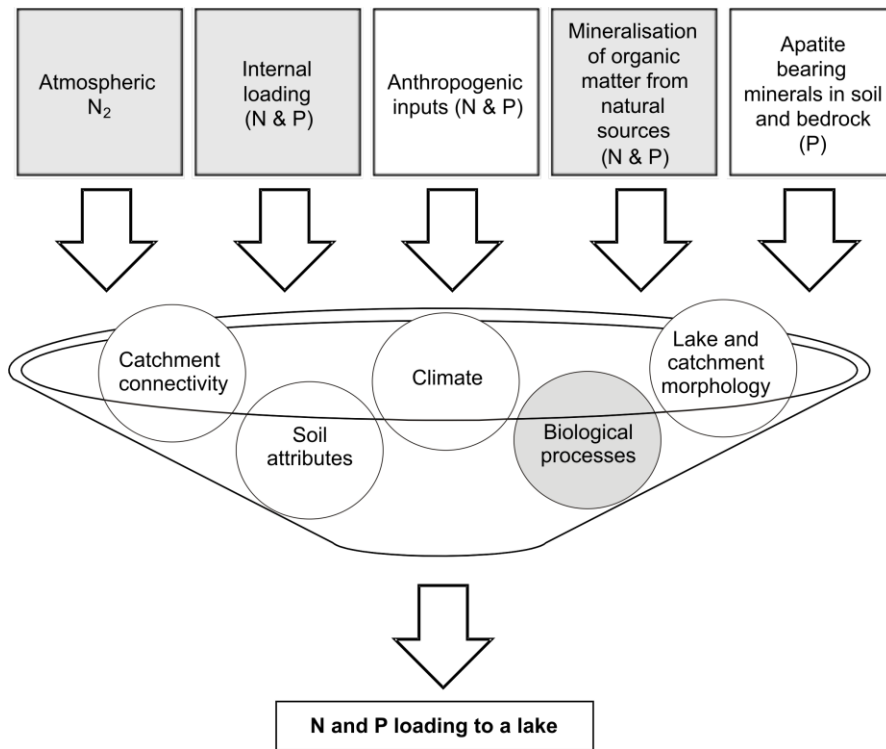 Atmospheric
N₂
Internal
loading
(N & P)
Anthropogenic
inputs (N & P)
Mineralisation
of organic
matter from
natural
sources
(N & P)
Apatite
bearing
minerals in soil
and bedrock
(P)
Catchment
connectivity
Soil
attributes
Climate
Biological
processes
Lake and
catchment
morphology
N and P loading to a lake